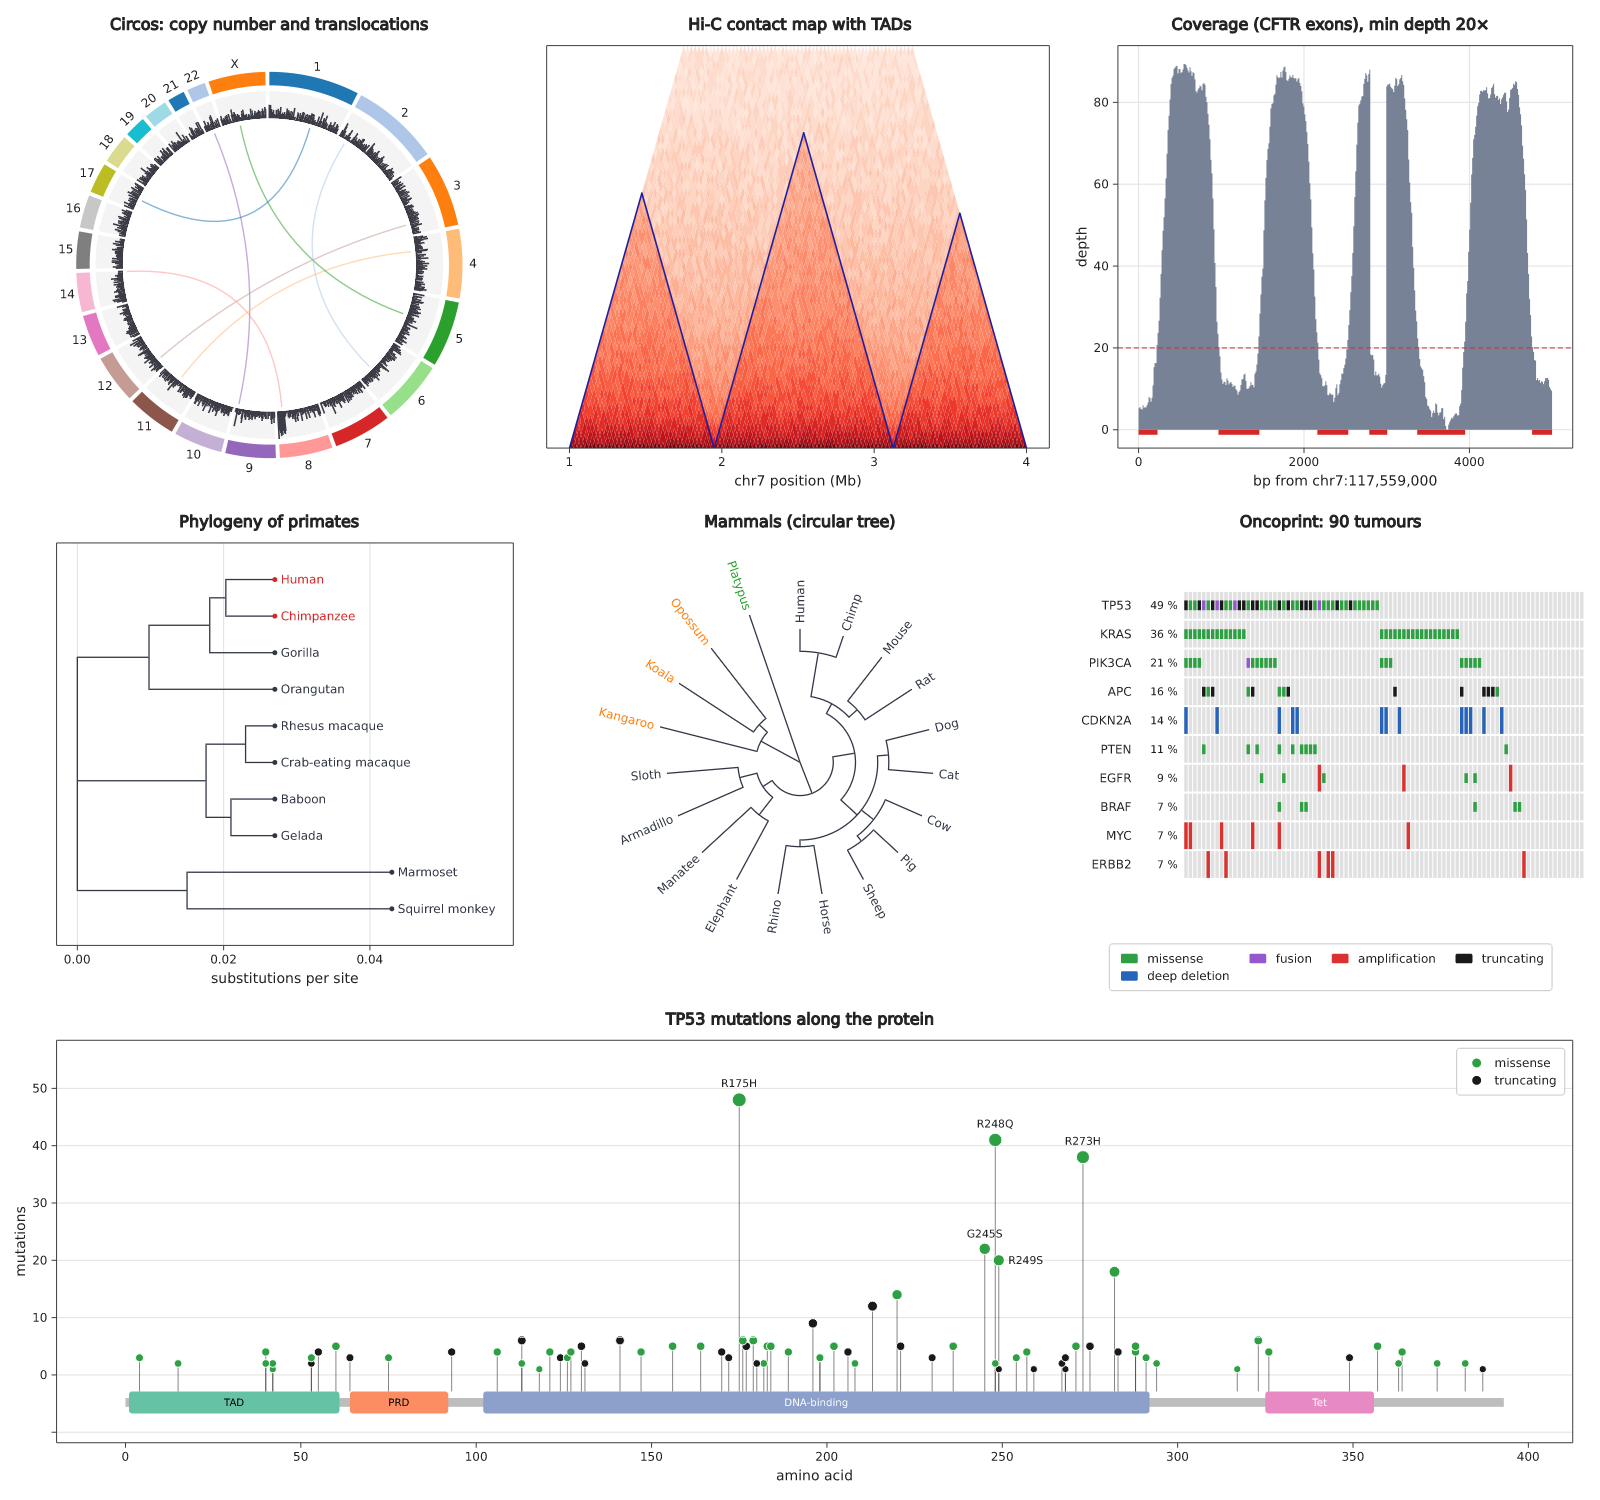 Circos: copy number and translocations
X
1
2
3
4
5
6
7
8
9
10
11
12
13
14
15
16
17
18
19
20
21
22
Hi-C contact map with TADs
1
2
3
4
chr7 position (Mb)
Coverage (CFTR exons), min depth 20×
depth
80
60
40
20
0
0
2000
4000
bp from chr7:117,559,000
Phylogeny of primates
Human
Chimpanzee
Gorilla
Orangutan
Rhesus macaque
Crab-eating macaque
Baboon
Gelada
Marmoset
Squirrel monkey
0.00
0.02
0.04
substitutions per site
Mammals (circular tree)
Human
Chimp
Mouse
Rat
Dog
Cat
Cow
Pig
Sheep
Horse
Rhino
Elephant
Manatee
Armadillo
Sloth
Kangaroo
Koala
Opossum
Platypus
Oncoprint: 90 tumours
TP53 49 %
KRAS 36 %
PIK3CA 21 %
APC 16 %
CDKN2A 14 %
PTEN 11 %
EGFR 9 %
BRAF 7 %
MYC 7 %
ERBB2 7 %
missense
deep deletion
fusion
amplification
truncating
TP53 mutations along the protein
mutations
50
40
30
20
10
0
R175H
R248Q
R273H
G245S
R249S
missense
truncating
TAD
PRD
DNA-binding
Tet
0
50
100
150
200
250
300
350
400
amino acid